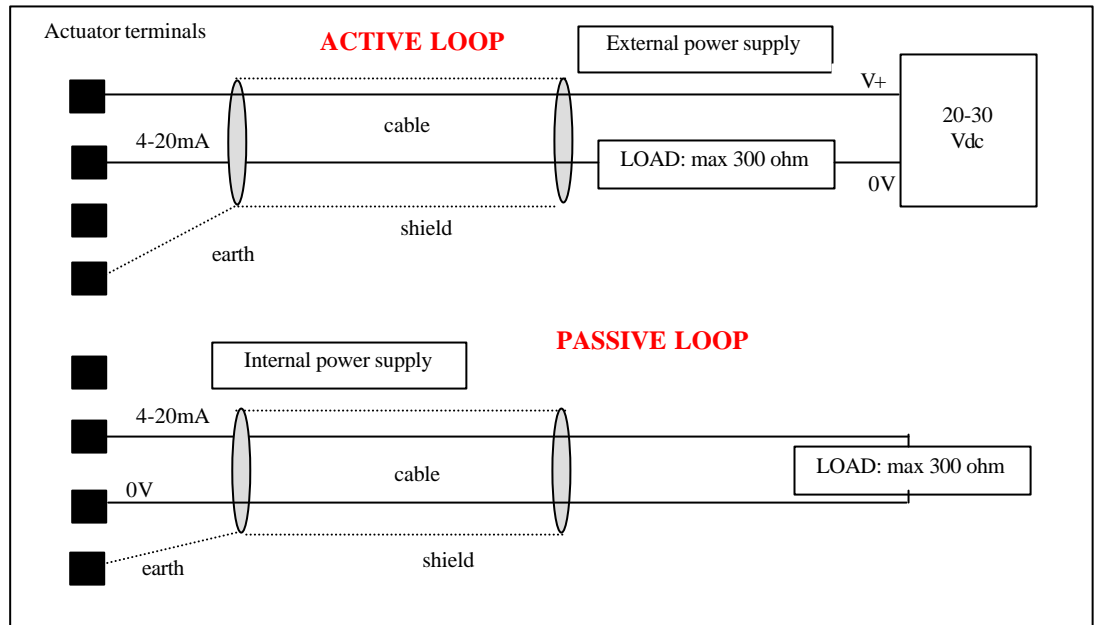 Actuator terminals
ACTIVE LOOP
External power supply
V+
cable
20-30
Vdc
4-20mA
LOAD: max 300 ohm
0V
shield
earth
PASSIVE LOOP
Internal power supply
4-20mA
LOAD: max 300 ohm
cable
0V
shield
earth